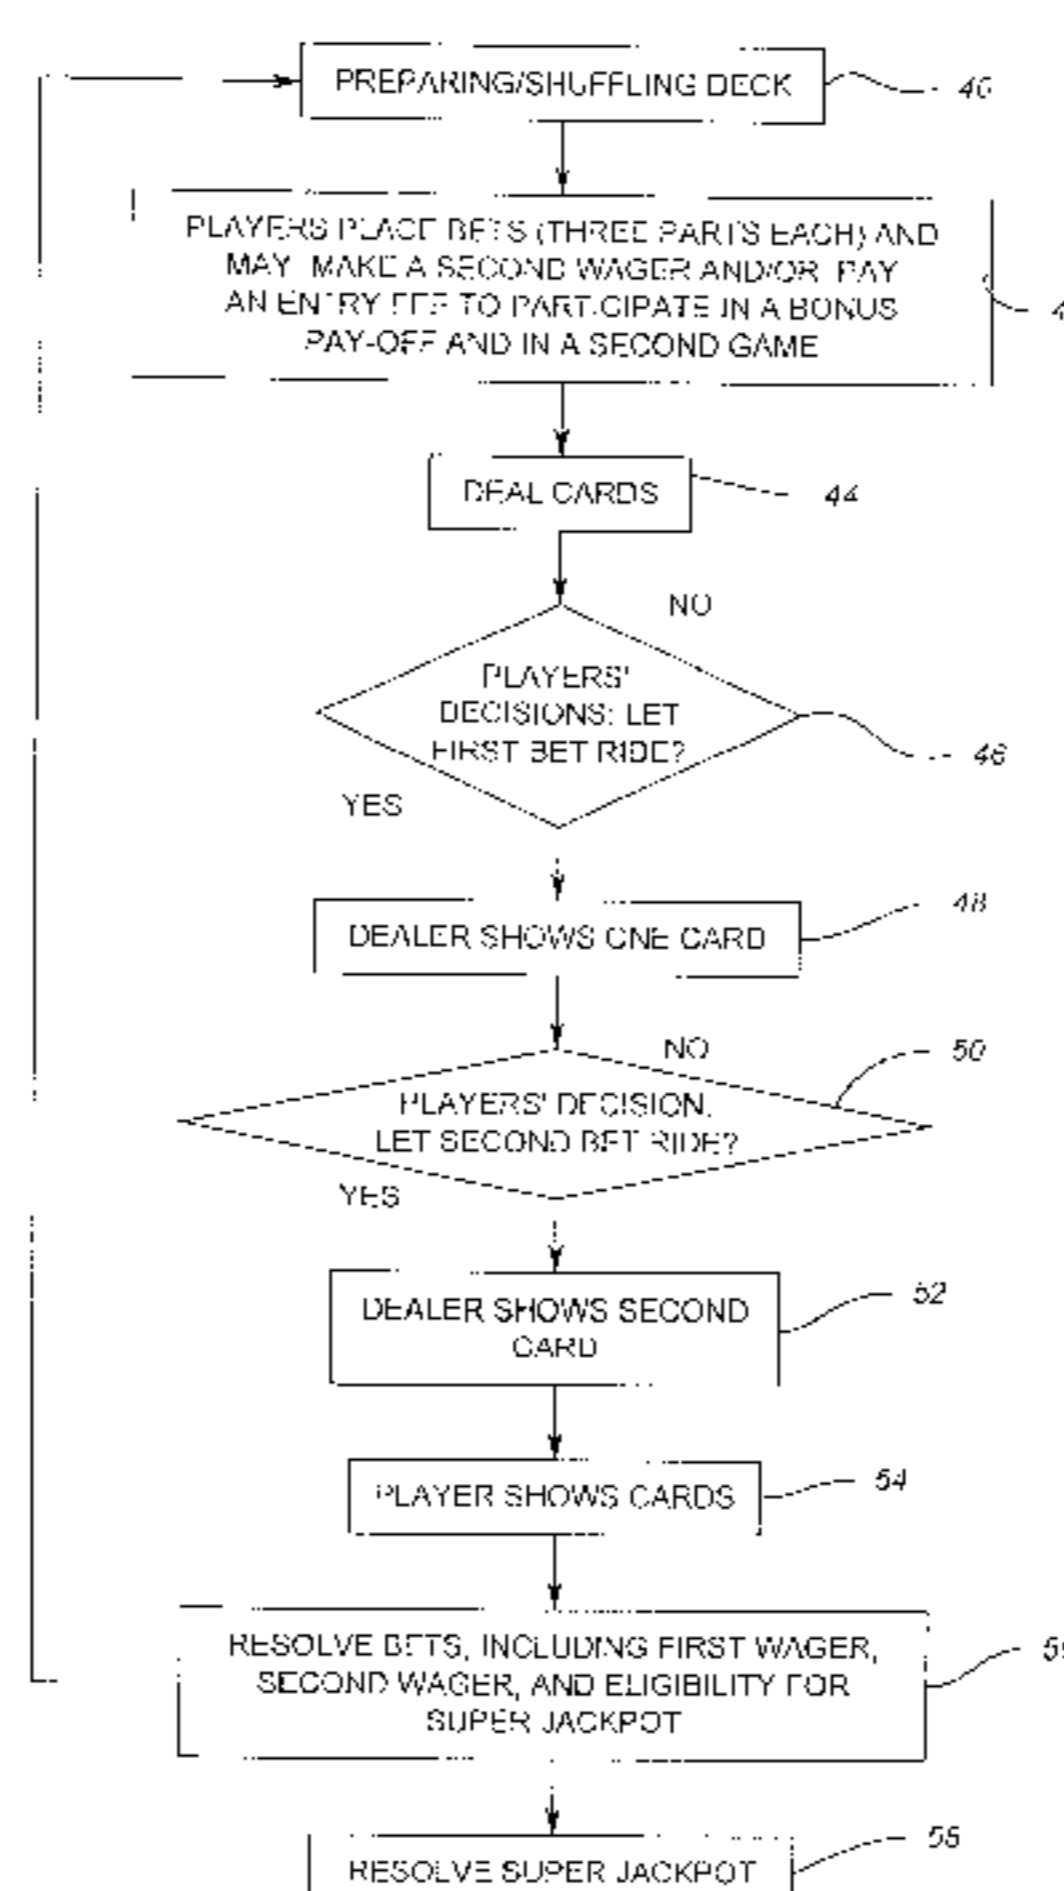 PREPARING/SHUFFLING DECK
40
PLAYERS PLACE BETS (THREE PARTS EACH) AND
MAY MAKE A SECOND WAGER AND/OR PAY
AN ENTRY FEE TO PARTICIPATE IN A BONUS
PAY-OFF AND IN A SECOND GAME
DEAL CARDS
44
NO
PLAYERS'
DECISIONS: LET
FIRST BET RIDE?
46
YES
48
DEALER SHOWS ONE CARD
NO
50
PLAYERS' DECISION.
LET SECOND BET RIDE?
YES
52
DEALER SHOWS SECOND
CARD
54
PLAYER SHOWS CARDS
RESOLVE BETS, INCLUDING FIRST WAGER,
SECOND WAGER, AND ELIGIBILITY FOR
SUPER JACKPOT
58
RESOLVE SUPER JACKPOT